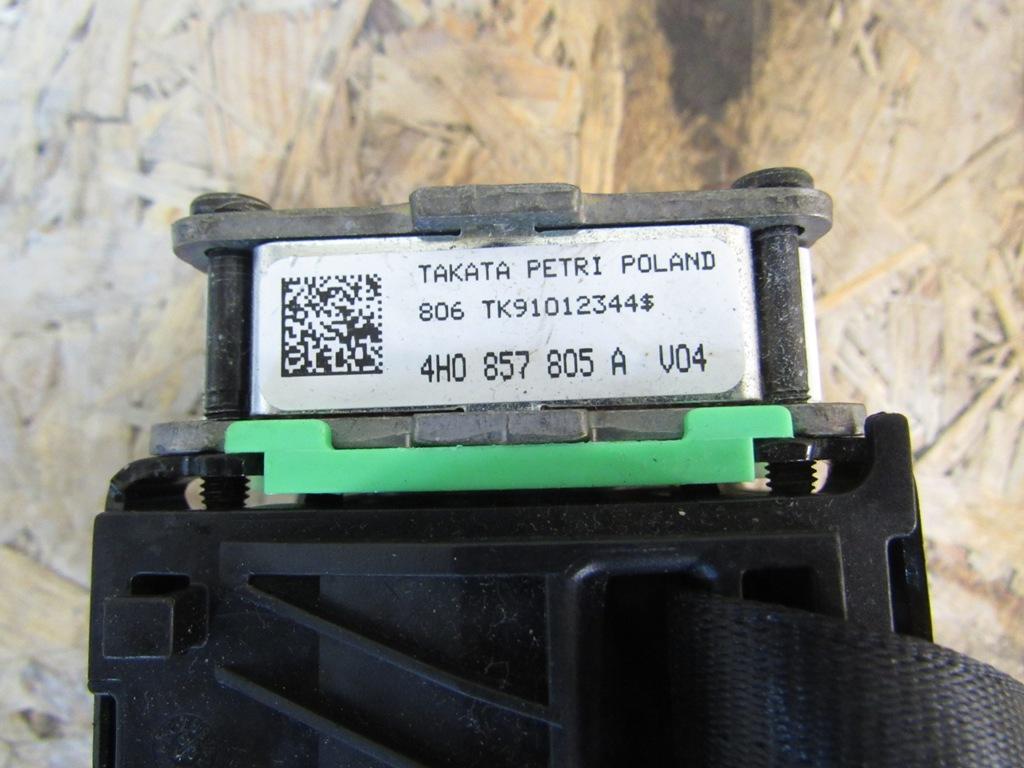 TAKATA PETRI POLAND
806 TK91012344$
4H0 857 805 A V04